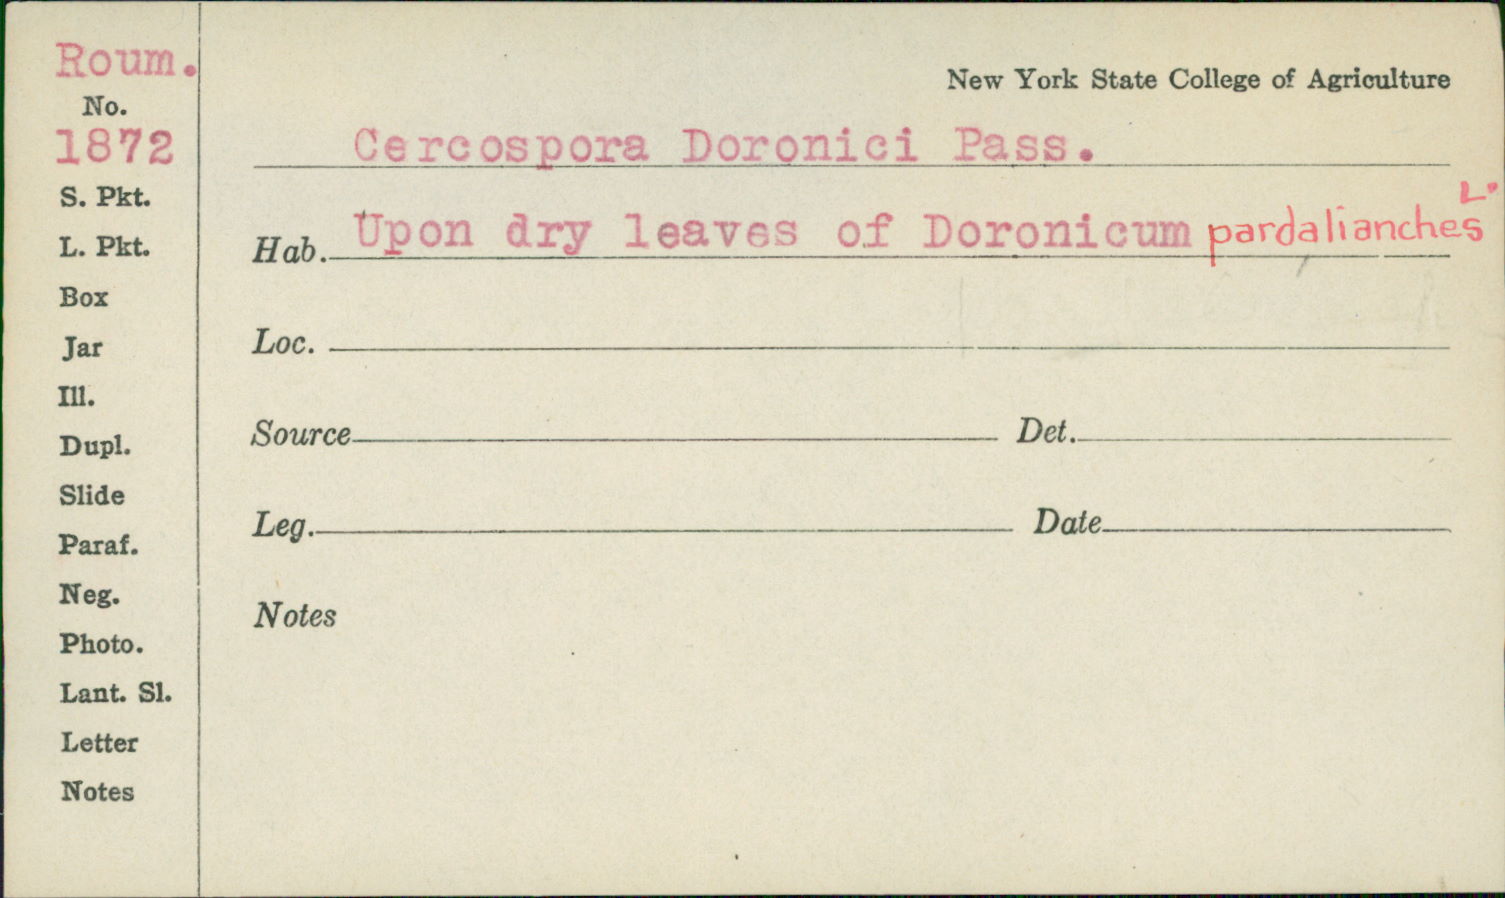 Roum.
No.
1872
S. Pkt.
L. Pkt.
Box
Jar
Ill.
Dupl.
Slide
Paraf.
Neg.
Photo.
Lant. Sl.
Letter
Notes
New York State College of Agriculture
Cercospora Doronici Pass.
Hab. Upon dry leaves of Doronicum pardalianches L.
Loc.
Source Det.
Leg. Date
Notes